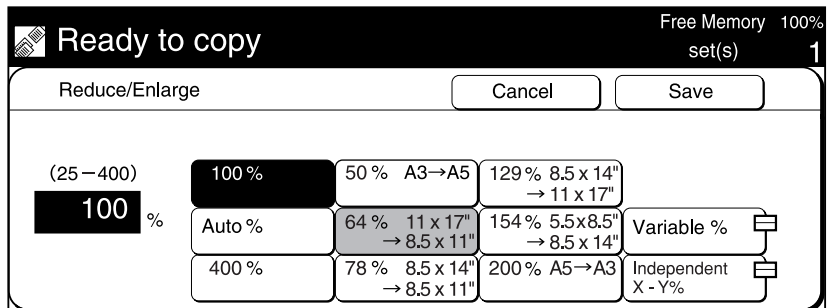 Ready to copy
Free Memory 100%
set(s) 1
Reduce/Enlarge
Cancel
Save
(25－400)
100 %
100 %
50 % A3→A5
129 % 8.5 x 14"
→ 11 x 17"
Auto %
64 % 11 x 17"
→ 8.5 x 11"
154 % 5.5x8.5"
→ 8.5 x 14"
Variable %
400 %
78 % 8.5 x 14"
→ 8.5 x 11"
200 % A5→A3
Independent
X - Y%